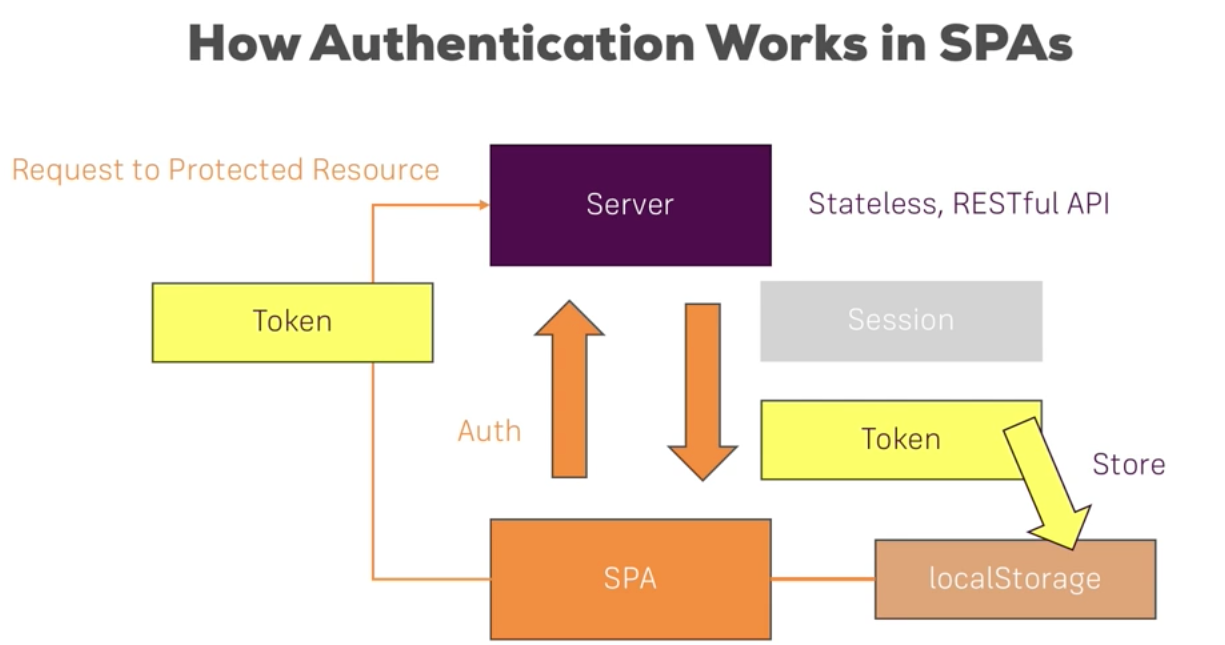 How Authentication Works in SPAs
Request to Protected Resource
Server
Stateless, RESTful API
Token
Session
Auth
Token
Store
SPA
localStorage